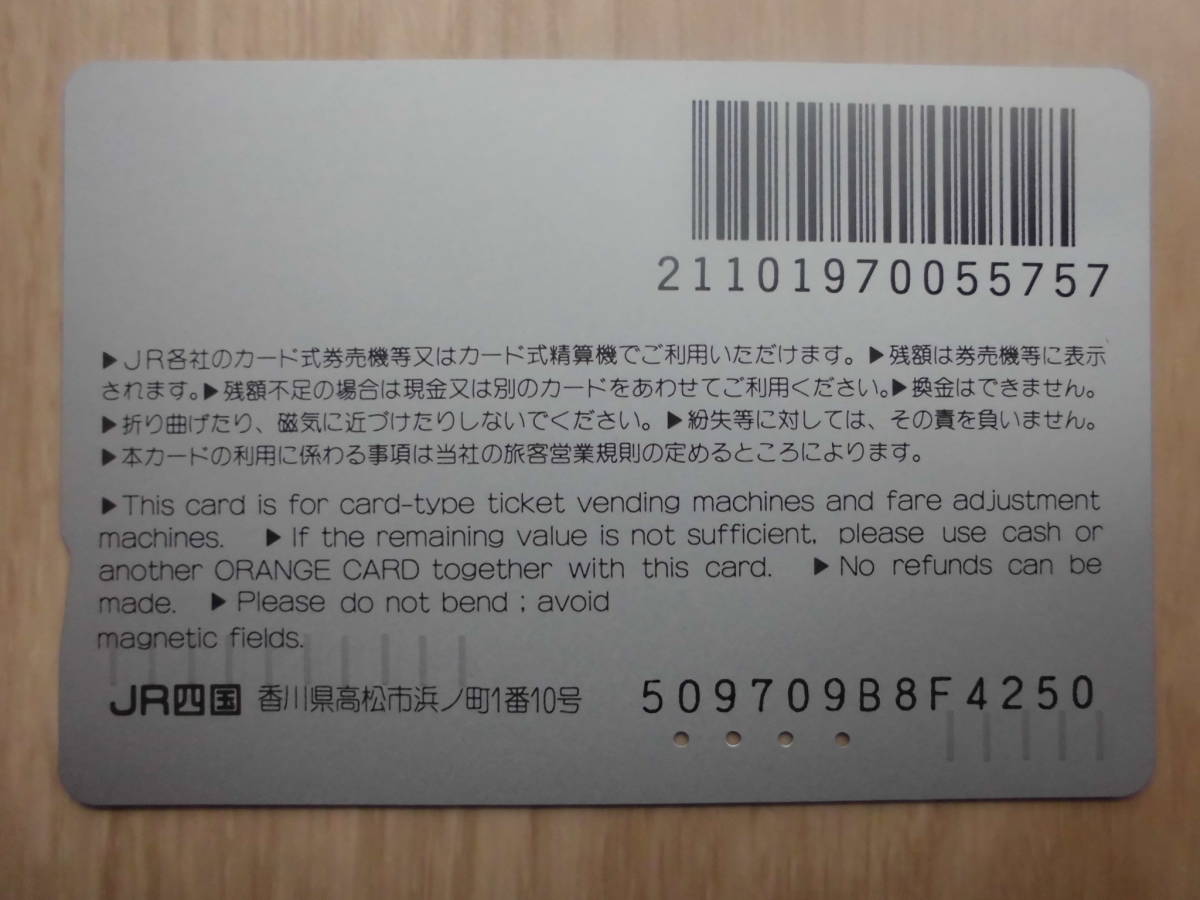 21101970055757
▶JR各社のカード式券売機等又はカード式精算機でご利用いただけます。▶残額は券売機等に表示
されます。▶残額不足の場合は現金又は別のカードをあわせてご利用ください。▶換金はできません。
▶折り曲げたり、磁気に近づけたりしないでください。▶紛失等に対しては、その責を負いません。
▶本カードの利用に係わる事項は当社の旅客営業規則の定めるところによります。
▶This card is for card-type ticket vending machines and fare adjustment
machines. ▶If the remaining value is not sufficient, please use cash or
another ORANGE CARD together with this card. ▶No refunds can be
made. ▶Please do not bend ; avoid
magnetic fields.
JR四国 香川県高松市浜ノ町1番10号 509709B8F4250